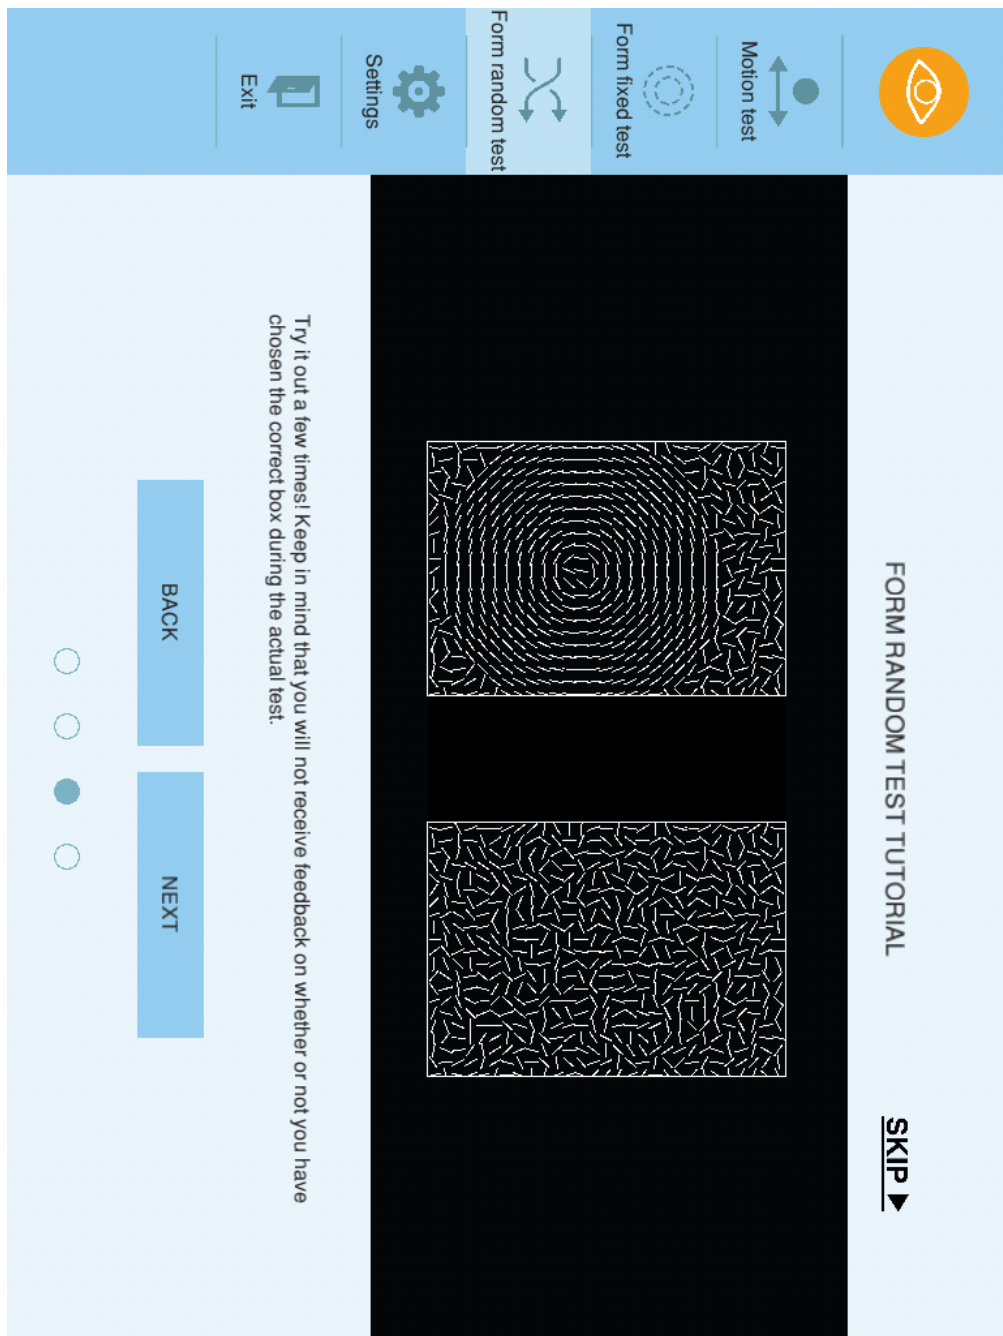 FORM RANDOM TEST TUTORIAL
SKIP
Motion test
Form fixed test
Form random test
Settings
Exit
Try it out a few times! Keep in mind that you will not receive feedback on whether or not you have
chosen the correct box during the actual test.
BACK
NEXT